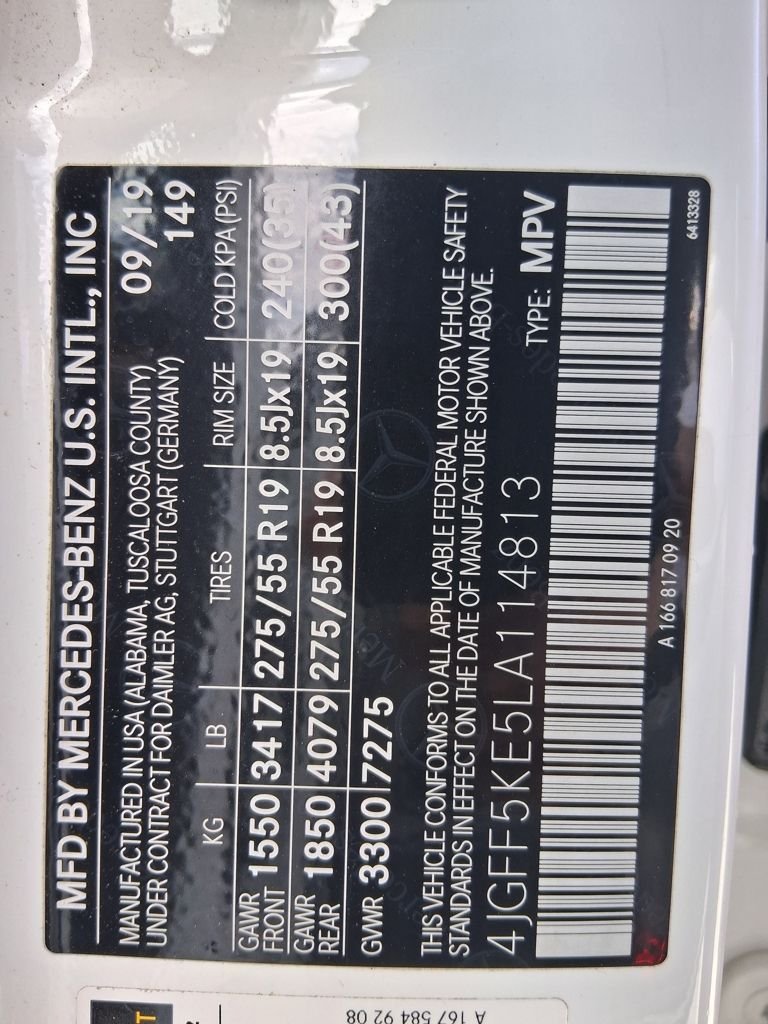 MFD BY MERCEDES-BENZ U.S. INTL., INC
MANUFACTURED IN USA (ALABAMA, TUSCALOOSA COUNTY) 09/19
UNDER CONTRACT FOR DAIMLER AG, STUTTGART (GERMANY) 149
KG LB TIRES RIM SIZE COLD KPA (PSI)
GAWR
FRONT 1550 3417 275/55 R19 8.5Jx19 240(35)
GAWR
REAR 1850 4079 275/55 R19 8.5Jx19 300(43)
GVWR 3300 7275
THIS VEHICLE CONFORMS TO ALL APPLICABLE FEDERAL MOTOR VEHICLE SAFETY
STANDARDS IN EFFECT ON THE DATE OF MANUFACTURE SHOWN ABOVE.
4JGFF5KE5LA114813 TYPE: MPV
A 166 817 09 20 6413328
A 167 584 92 08